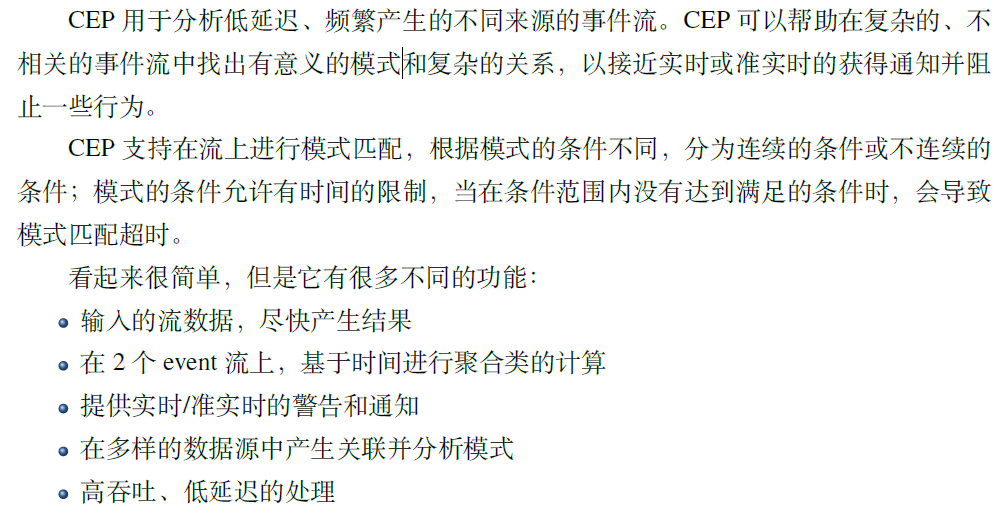 CEP 用于分析低延迟、频繁产生的不同来源的事件流。CEP 可以帮助在复杂的、不
相关的事件流中找出有意义的模式和复杂的关系，以接近实时或准实时的获得通知并阻
止一些行为。
CEP 支持在流上进行模式匹配，根据模式的条件不同，分为连续的条件或不连续的
条件；模式的条件允许有时间的限制，当在条件范围内没有达到满足的条件时，会导致
模式匹配超时。
看起来很简单，但是它有很多不同的功能：
输入的流数据，尽快产生结果
在 2 个 event 流上，基于时间进行聚合类的计算
提供实时/准实时的警告和通知
在多样的数据源中产生关联并分析模式
高吞吐、低延迟的处理